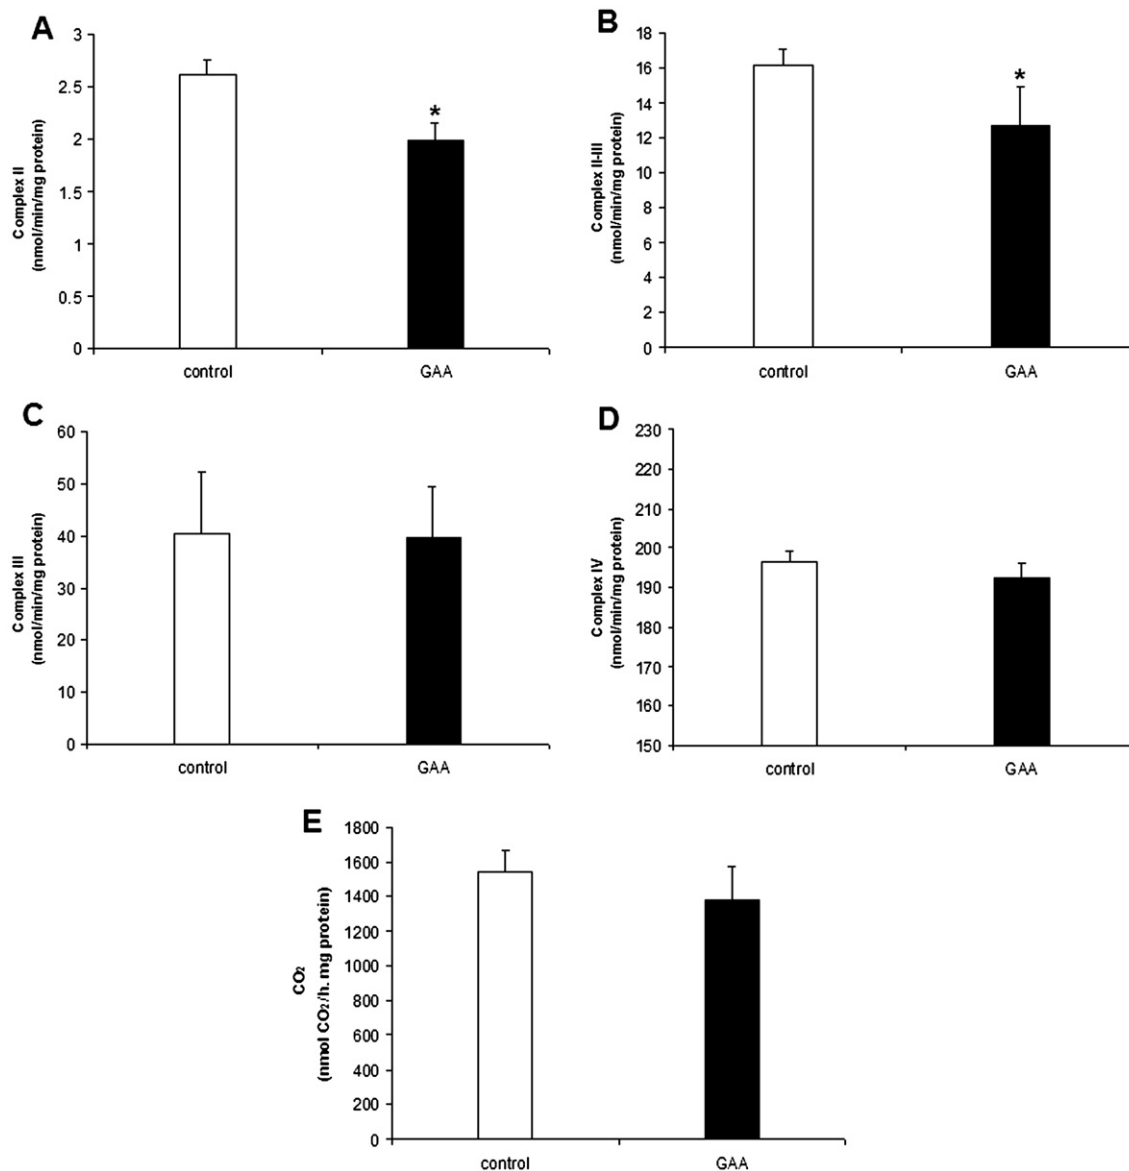 A
3
2.5
2
1.5
1
0.5
0
Complex II
(nmol/min/mg protein)
*
control
GAA
B
18
16
14
12
10
8
6
4
2
0
Complex II-III
(nmol/min/mg protein)
*
control
GAA
C
60
50
40
30
20
10
0
Complex III
(nmol/min/mg protein)
control
GAA
D
230
220
210
200
190
180
170
160
150
Complex IV
(nmol/min/mg protein)
control
GAA
E
1800
1600
1400
1200
1000
800
600
400
200
0
CO₂
(nmol CO₂/h. mg protein)
control
GAA